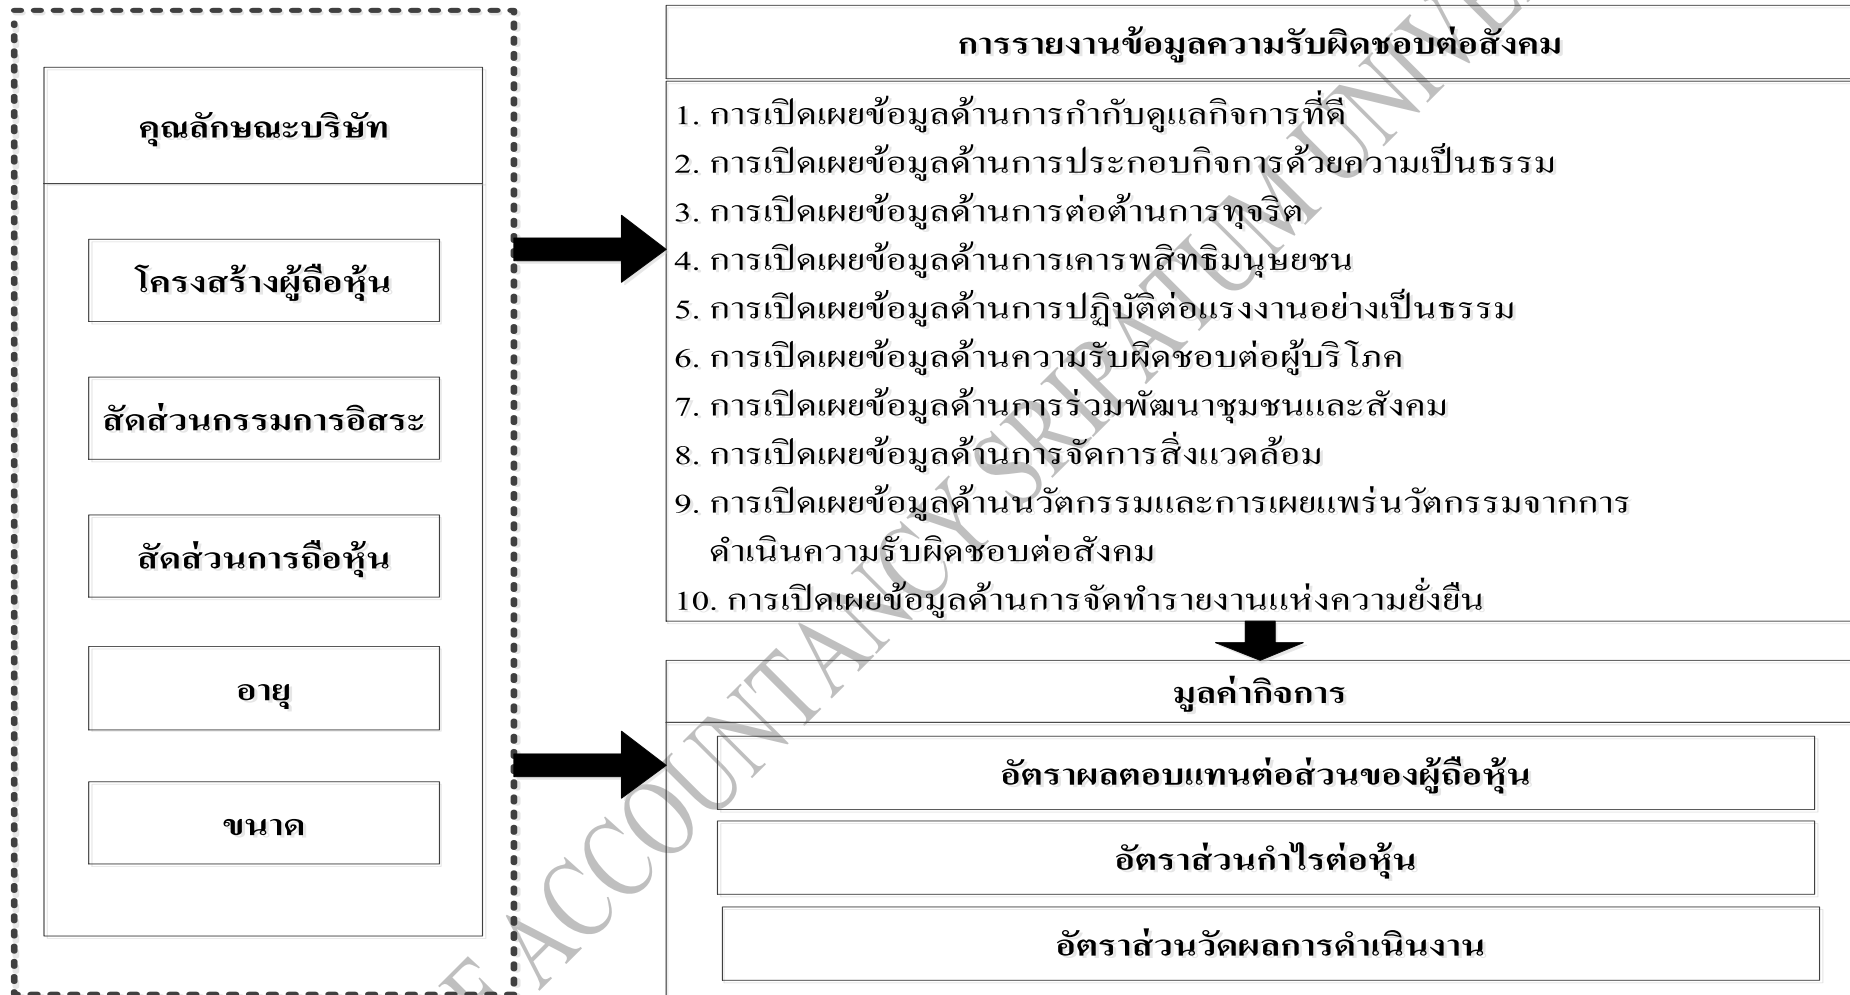 คุณลักษณะบริษัท
โครงสร้างผู้ถือหุ้น
สัดส่วนกรรมการอิสระ
สัดส่วนการถือหุ้น
อายุ
ขนาด
การรายงานข้อมูลความรับผิดชอบต่อสังคม
1. การเปิดเผยข้อมูลด้านการกำกับดูแลกิจการที่ดี
2. การเปิดเผยข้อมูลด้านการประกอบกิจการด้วยความเป็นธรรม
3. การเปิดเผยข้อมูลด้านการต่อต้านการทุจริต
4. การเปิดเผยข้อมูลด้านการเคารพสิทธิมนุษยชน
5. การเปิดเผยข้อมูลด้านการปฏิบัติต่อแรงงานอย่างเป็นธรรม
6. การเปิดเผยข้อมูลด้านความรับผิดชอบต่อผู้บริโภค
7. การเปิดเผยข้อมูลด้านการร่วมพัฒนาชุมชนและสังคม
8. การเปิดเผยข้อมูลด้านการจัดการสิ่งแวดล้อม
9. การเปิดเผยข้อมูลด้านนวัตกรรมและการเผยแพร่นวัตกรรมจากการ
ดำเนินความรับผิดชอบต่อสังคม
10. การเปิดเผยข้อมูลด้านการจัดทำรายงานแห่งความยั่งยืน
มูลค่ากิจการ
อัตราผลตอบแทนต่อส่วนของผู้ถือหุ้น
อัตราส่วนกำไรต่อหุ้น
อัตราส่วนวัดผลการดำเนินงาน
ACCOUNTANCY SRIPATUM